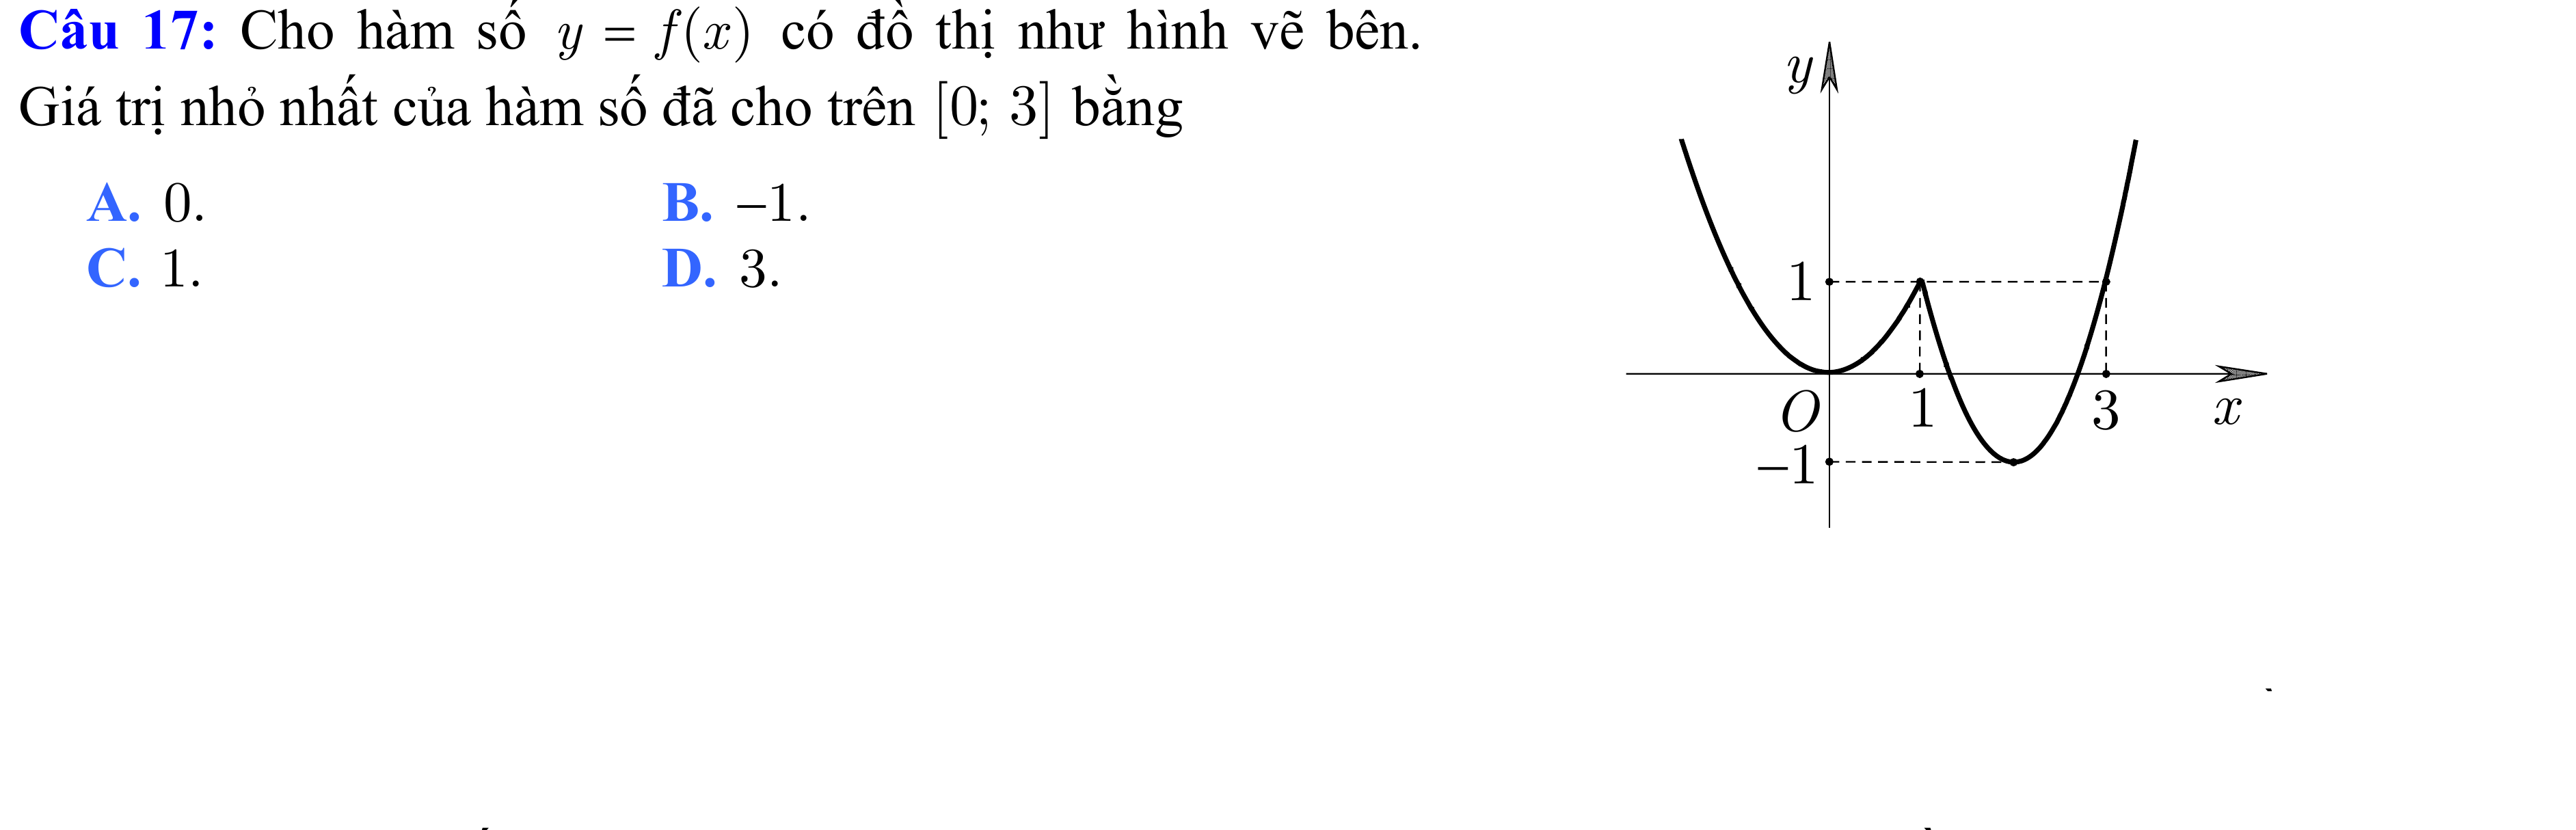 Câu 17: Cho hàm số y = f(x) có đồ thị như hình vẽ bên.
Giá trị nhỏ nhất của hàm số đã cho trên [0; 3] bằng
A. 0.
B. –1.
C. 1.
D. 3.
y
1
O
1
3
x
–1